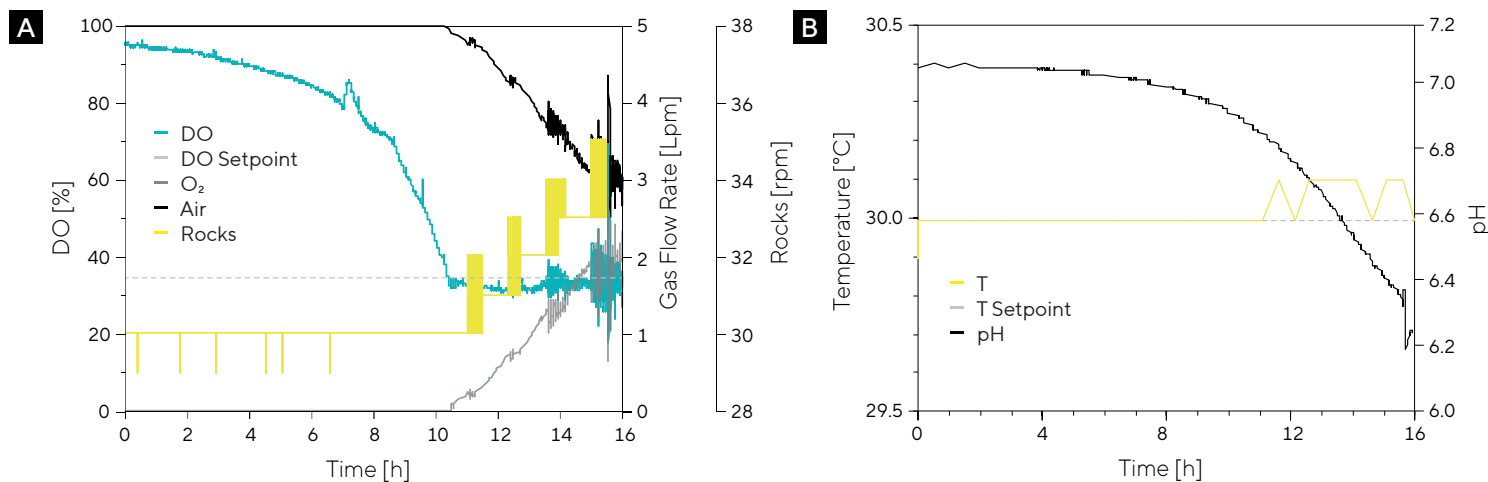 A
100
80
60
40
20
0
DO [%]
DO
DO Setpoint
O₂
Air
Rocks
5
4
3
2
1
0
Gas Flow Rate [Lpm]
38
36
34
32
30
28
Rocks [rpm]
0 2 4 6 8 10 12 14 16
Time [h]
B
30.5
30.0
29.5
Temperature [°C]
T
T Setpoint
pH
7.2
7.0
6.8
6.6
6.4
6.2
6.0
pH
0 4 8 12 16
Time [h]